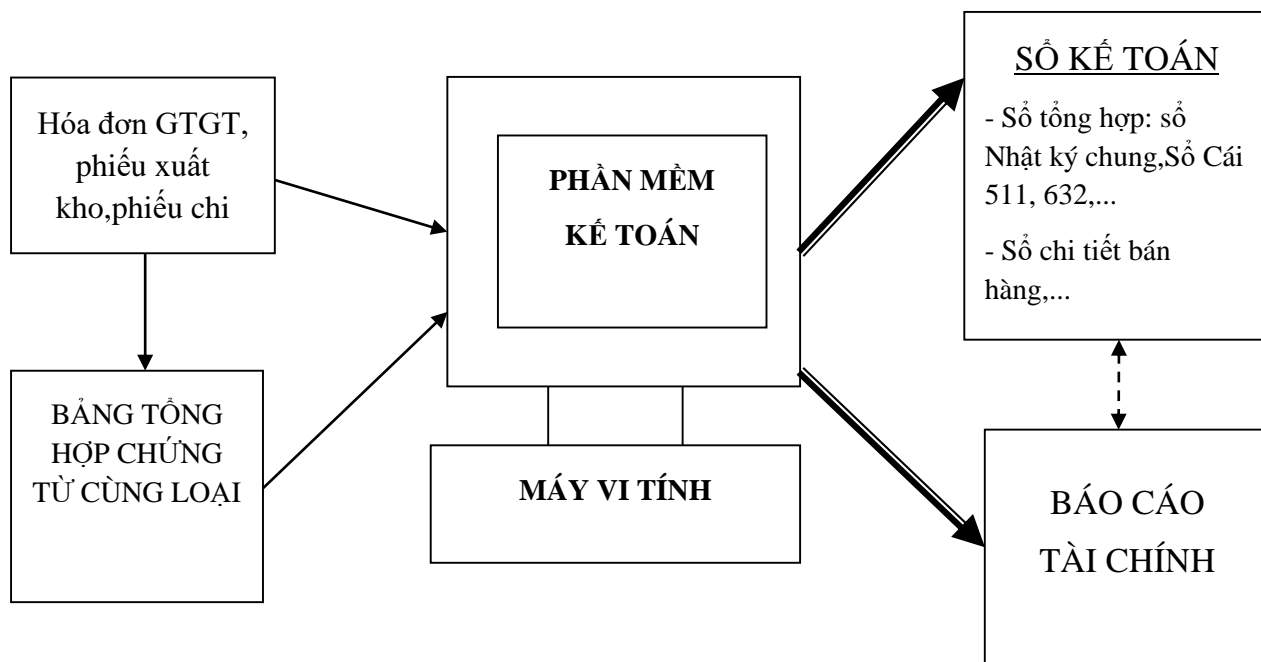 Hóa đơn GTGT,
phiếu xuất
kho,phiếu chi
BẢNG TỔNG
HỢP CHỨNG
TỪ CÙNG LOẠI
PHẦN MỀM
KẾ TOÁN
MÁY VI TÍNH
SỔ KẾ TOÁN
- Sổ tổng hợp: sổ
Nhật ký chung,Sổ Cái
511, 632,...
- Sổ chi tiết bán
hàng,...
BÁO CÁO
TÀI CHÍNH